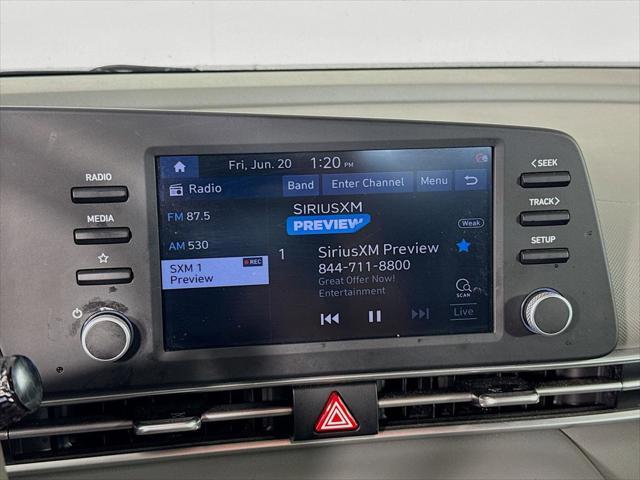 Fri, Jun. 20 1:20 PM
RADIO
<SEEK
Radio Band Enter Channel Menu
MEDIA
FM 87.5
SIRIUSXM
PREVIEW
Weak
TRACK>
AM 530
1 SiriusXM Preview
SETUP
SXM 1 REC
Preview
844-711-8800
Great Offer Now!
Entertainment
SCAN
Live